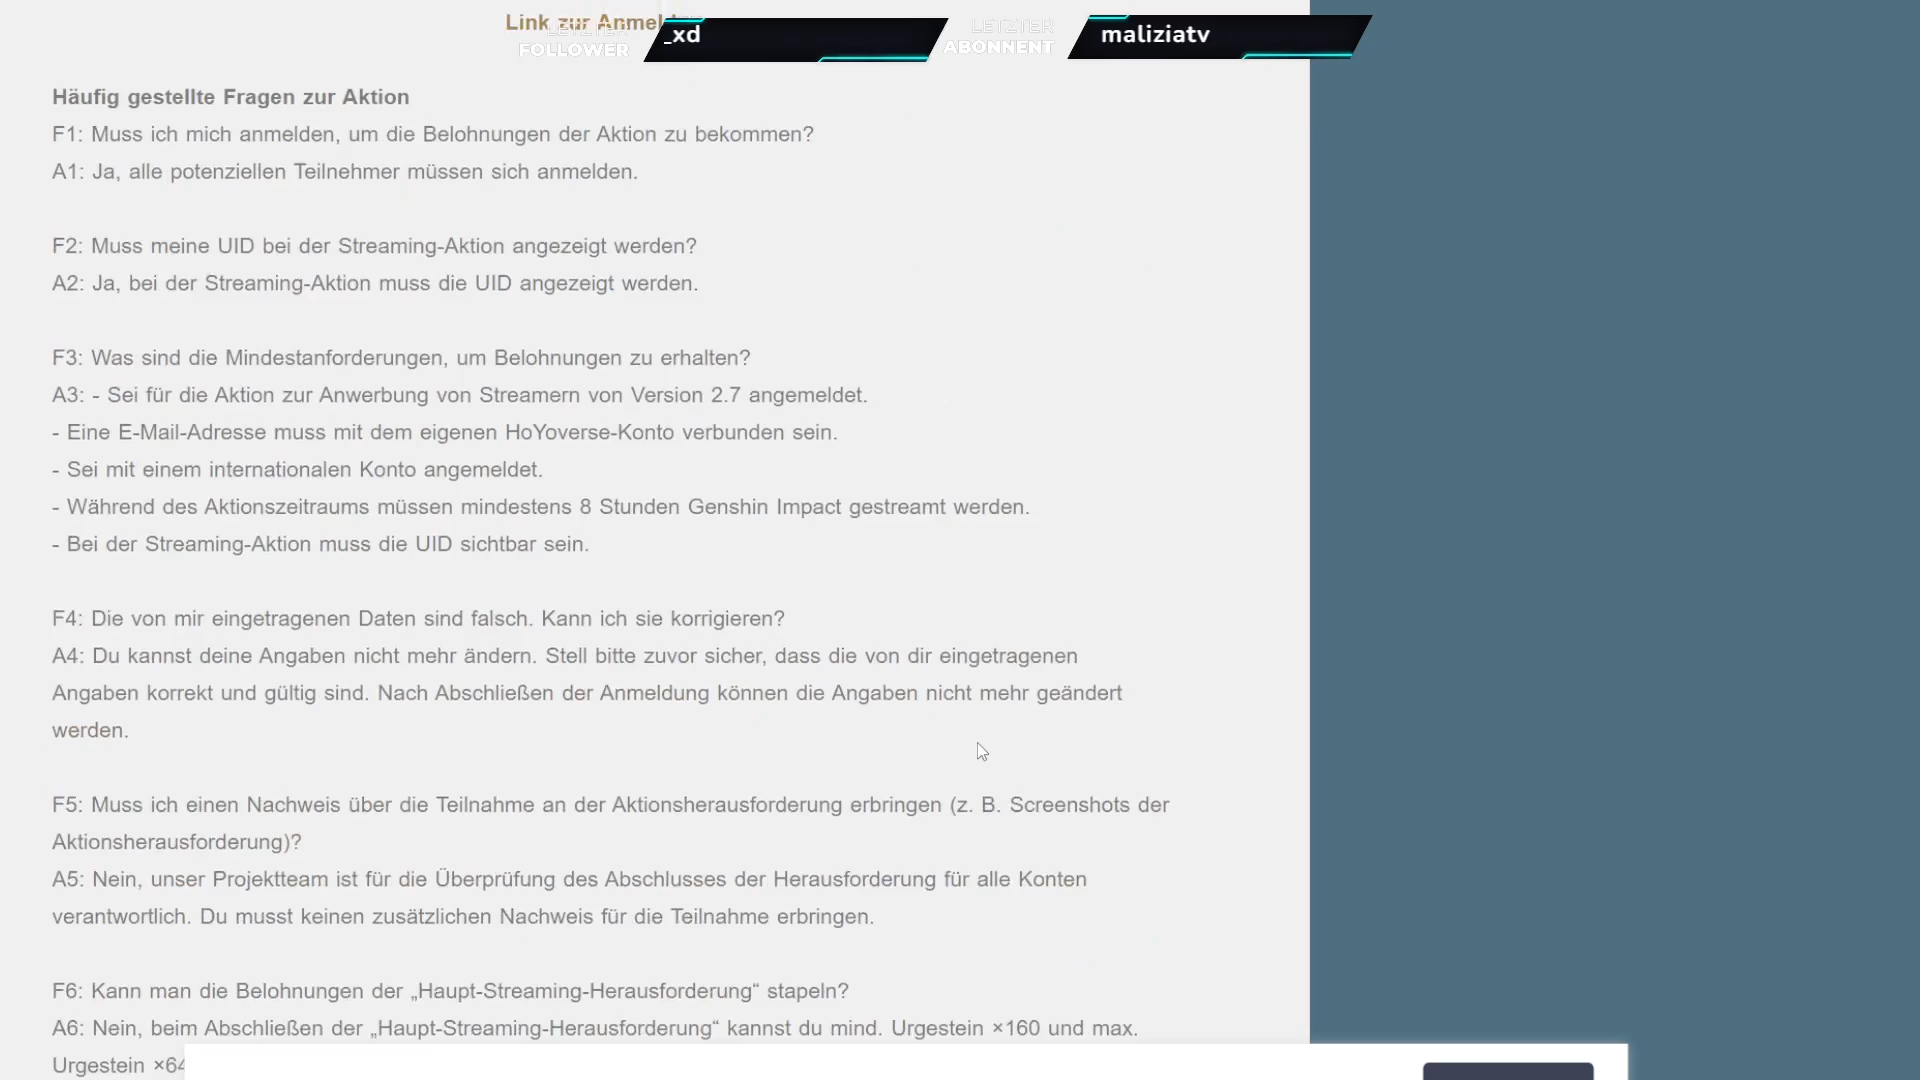 Link zur Anmel
LETZTER
FOLLOWER
_xd
LETZTER
ABONNENT
maliziatv
Häufig gestellte Fragen zur Aktion
F1: Muss ich mich anmelden, um die Belohnungen der Aktion zu bekommen?
A1: Ja, alle potenziellen Teilnehmer müssen sich anmelden.
F2: Muss meine UID bei der Streaming-Aktion angezeigt werden?
A2: Ja, bei der Streaming-Aktion muss die UID angezeigt werden.
F3: Was sind die Mindestanforderungen, um Belohnungen zu erhalten?
A3: - Sei für die Aktion zur Anwerbung von Streamern von Version 2.7 angemeldet.
- Eine E-Mail-Adresse muss mit dem eigenen HoYoverse-Konto verbunden sein.
- Sei mit einem internationalen Konto angemeldet.
- Während des Aktionszeitraums müssen mindestens 8 Stunden Genshin Impact gestreamt werden.
- Bei der Streaming-Aktion muss die UID sichtbar sein.
F4: Die von mir eingetragenen Daten sind falsch. Kann ich sie korrigieren?
A4: Du kannst deine Angaben nicht mehr ändern. Stell bitte zuvor sicher, dass die von dir eingetragenen
Angaben korrekt und gültig sind. Nach Abschließen der Anmeldung können die Angaben nicht mehr geändert
werden.
F5: Muss ich einen Nachweis über die Teilnahme an der Aktionsherausforderung erbringen (z. B. Screenshots der
Aktionsherausforderung)?
A5: Nein, unser Projektteam ist für die Überprüfung des Abschlusses der Herausforderung für alle Konten
verantwortlich. Du musst keinen zusätzlichen Nachweis für die Teilnahme erbringen.
F6: Kann man die Belohnungen der „Haupt-Streaming-Herausforderung“ stapeln?
A6: Nein, beim Abschließen der „Haupt-Streaming-Herausforderung“ kannst du mind. Urgestein ×160 und max.
Urgestein ×64